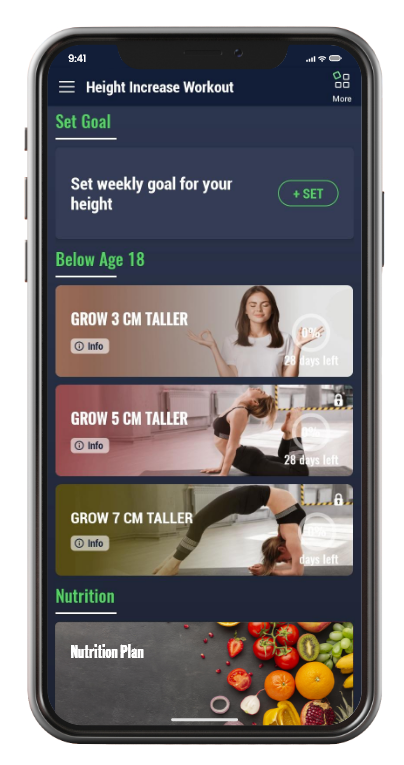 9:41
Height Increase Workout
More
Set Goal
Set weekly goal for your
height
+ SET
Below Age 18
GROW 3 CM TALLER
0%
Info
28 days left
GROW 5 CM TALLER
0%
Info
28 days left
GROW 7 CM TALLER
Info
days left
Nutrition
Nutrition Plan